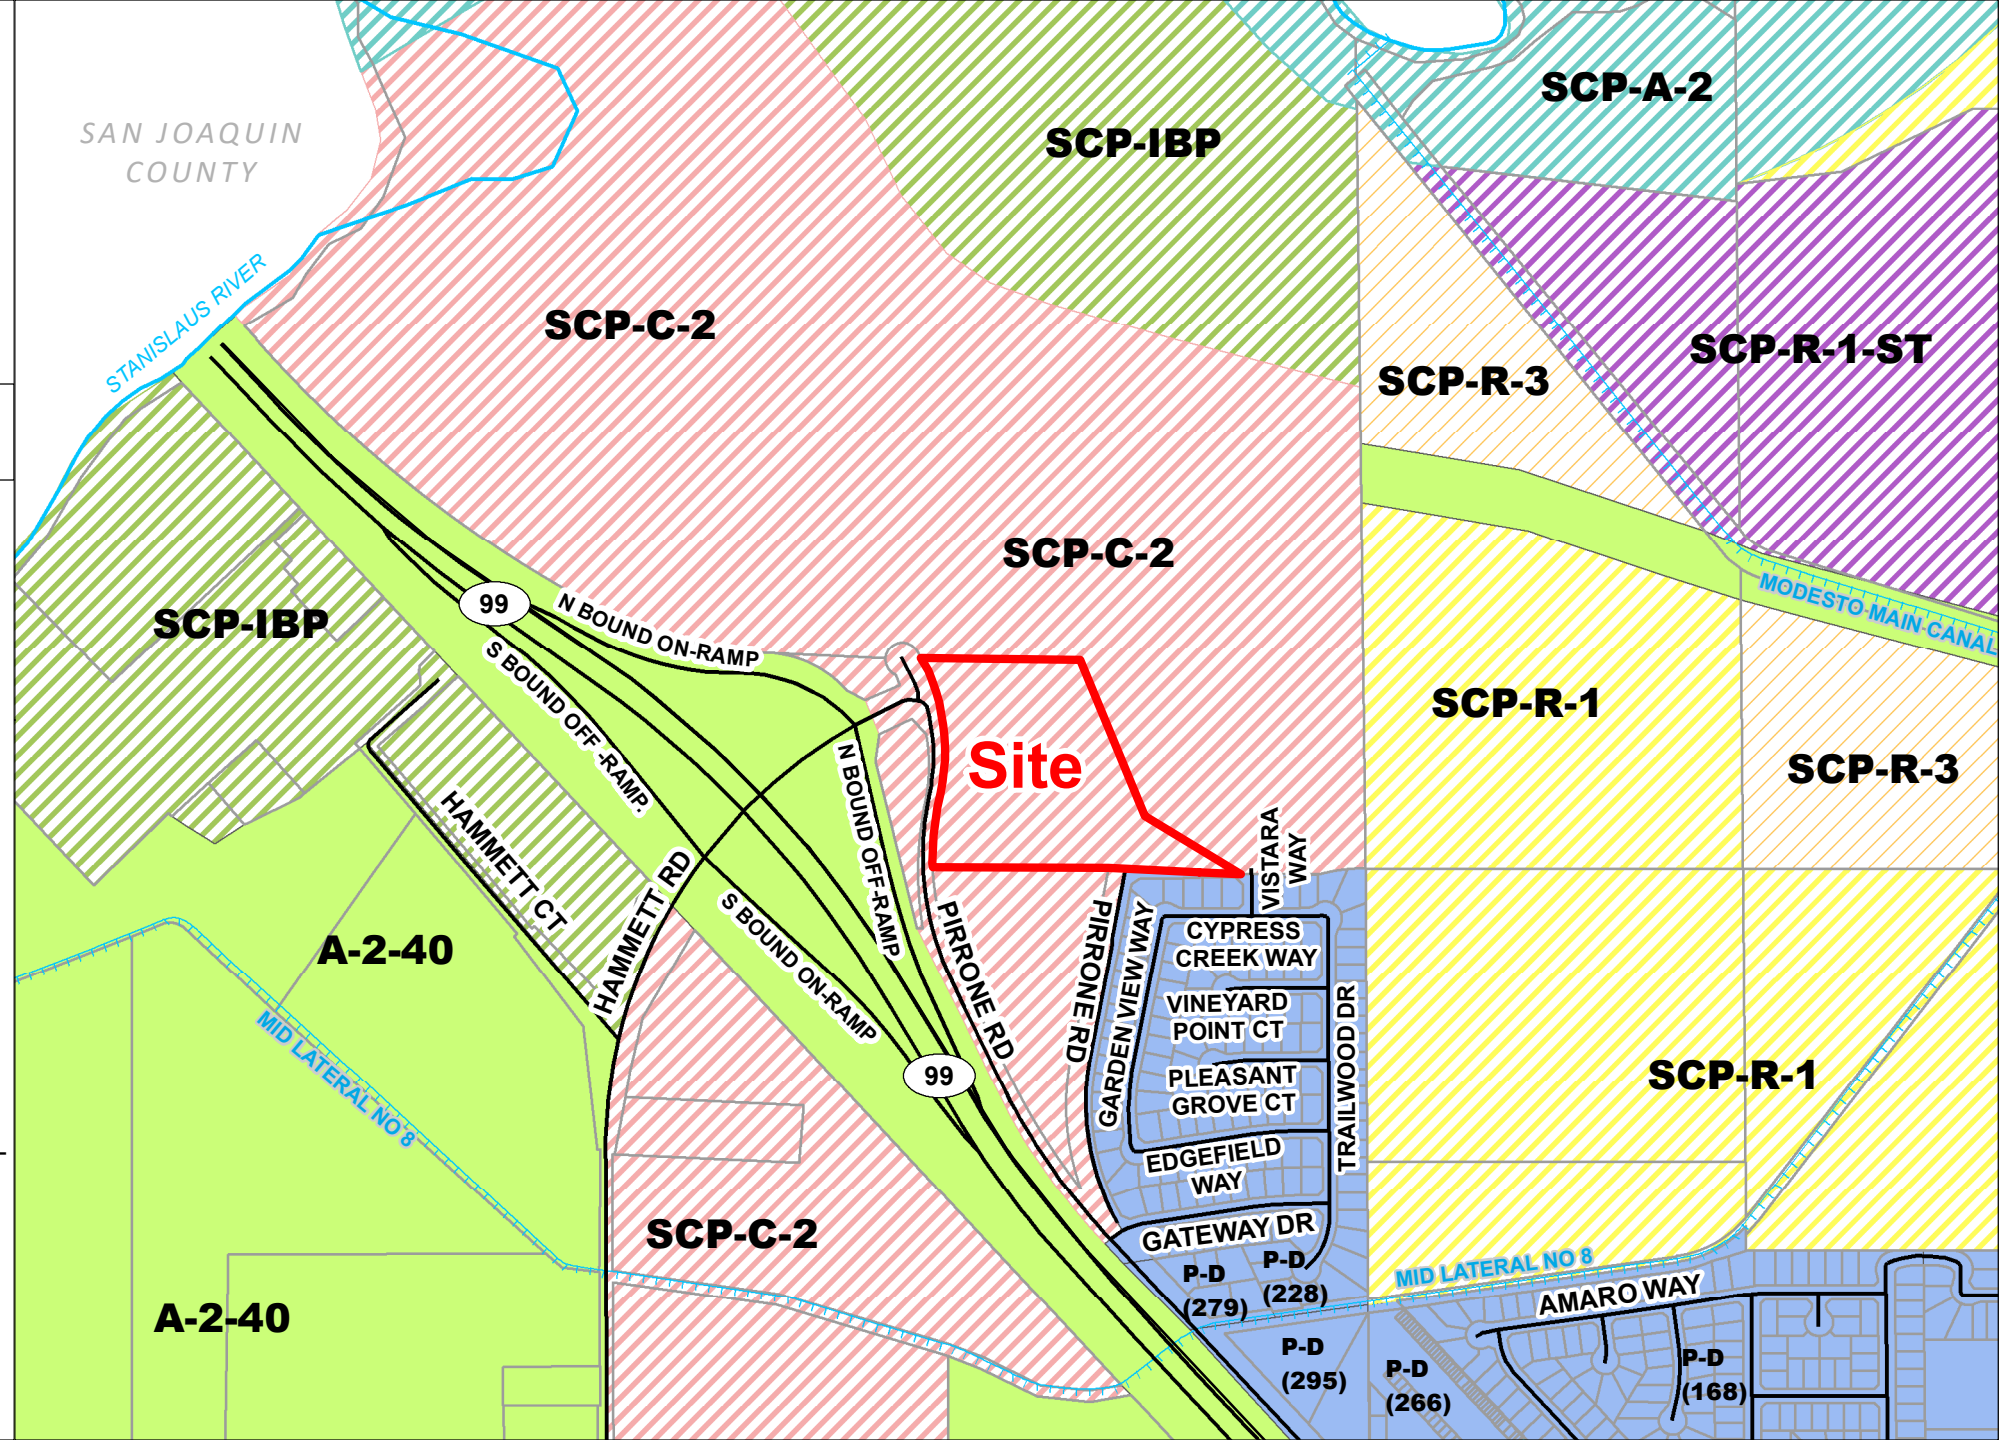 SCP-A-2
SCP-IBP
SAN JOAQUIN
COUNTY
STANISLAUS RIVER
SCP-C-2
SCP-R-1-ST
SCP-R-3
SCP-C-2
MODESTO MAIN CANAL
99
N BOUND ON-RAMP
SCP-IBP
S BOUND OFF -RAMP.
SCP-R-1
Site
SCP-R-3
N BOUND OFF-RAMP
HAMMETT CT
HAMMETT RD
VISTARA
WAY
S BOUND ON-RAMP
PIRRONE RD
PIRRONE RD
GARDEN VIEW WAY
CYPRESS
CREEK WAY
A-2-40
VINEYARD
POINT CT
TRAILWOOD DR
MID LATERAL NO 8
99
PLEASANT
GROVE CT
SCP-R-1
EDGEFIELD
WAY
SCP-C-2
GATEWAY DR
P-D
(279)
P-D
(228)
MID LATERAL NO 8
AMARO WAY
A-2-40
P-D
(295)
P-D
(266)
P-D
(168)